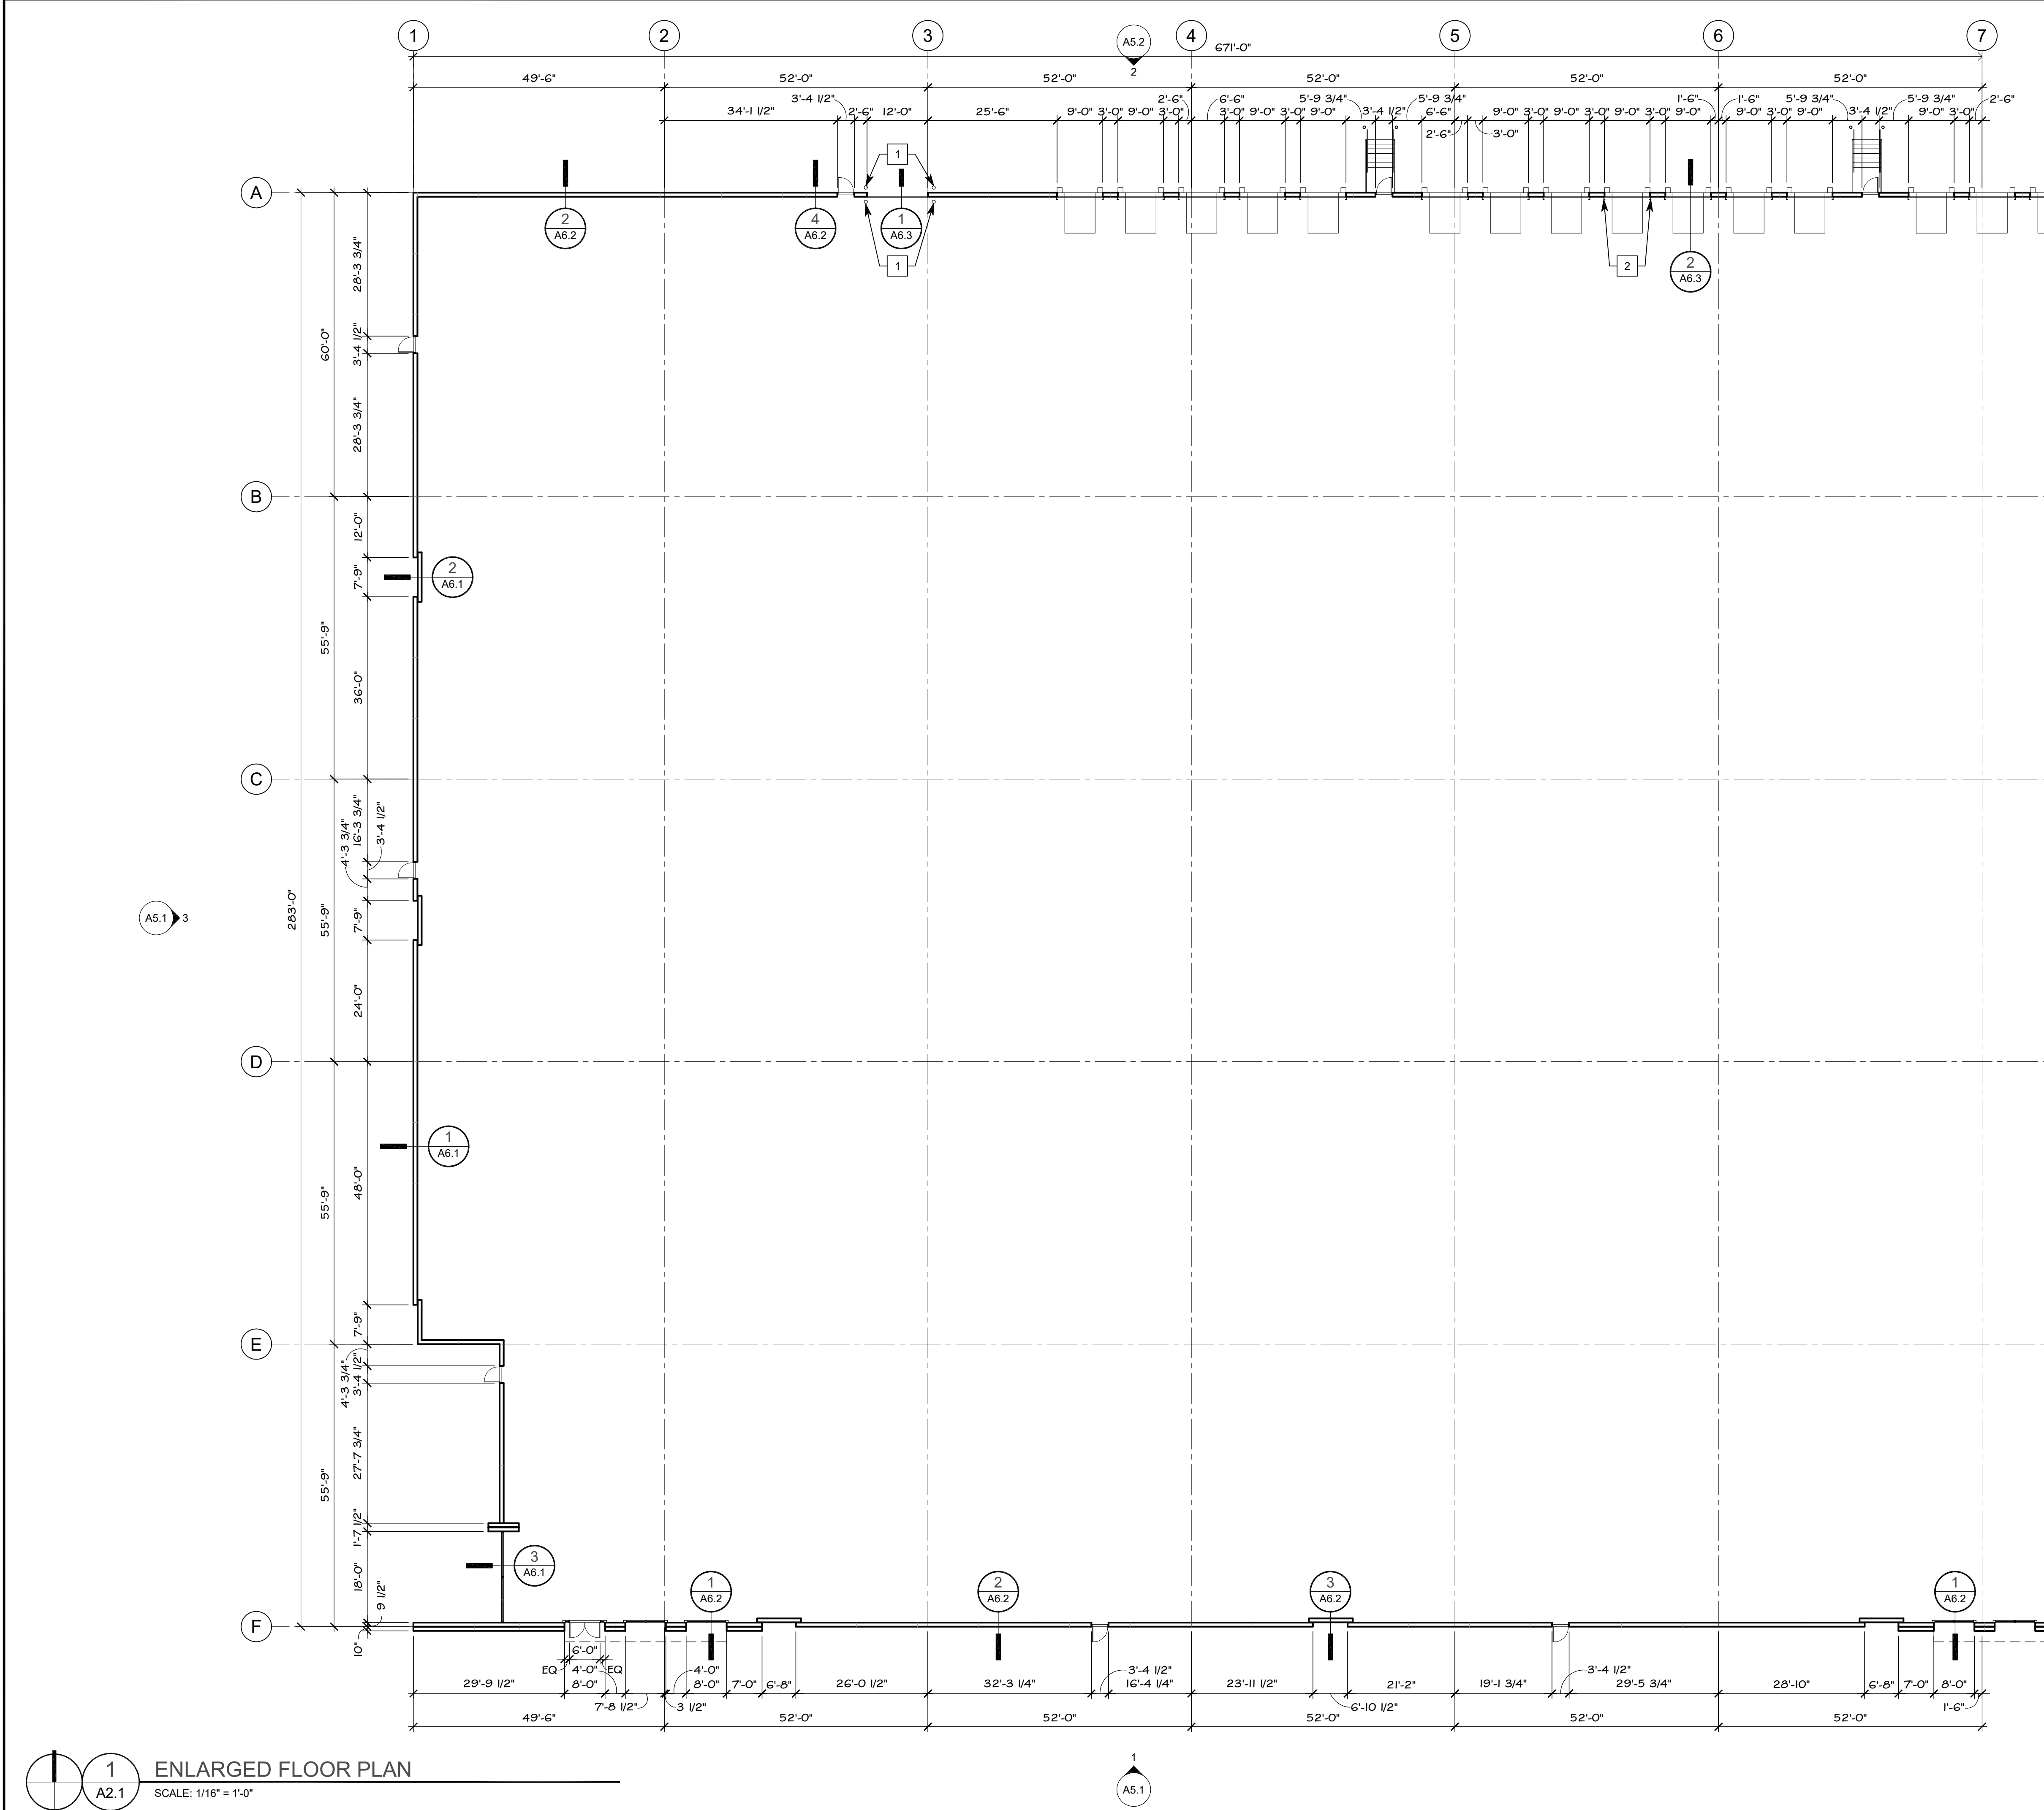 1 2 3 4 5 6 7
A5.2
2
671'-0"
49'-6" 52'-0" 52'-0" 52'-0" 52'-0" 52'-0"
34'-1 1/2" 3'-4 1/2" 2'-6" 12'-0" 25'-6" 9'-0" 3'-0" 9'-0" 3'-0" 2'-6" 6'-6" 3'-0" 9'-0" 3'-0" 9'-0" 5'-9 3/4" 3'-4 1/2" 5'-9 3/4" 6'-6" 2'-6" 3'-0" 9'-0" 3'-0" 9'-0" 3'-0" 9'-0" 3'-0" 9'-0" 1'-6" 1'-6" 9'-0" 3'-0" 9'-0" 5'-9 3/4" 3'-4 1/2" 5'-9 3/4" 9'-0" 3'-0" 2'-6"
1
A
2
A6.2
4
A6.2
1
A6.3
1
2
2
A6.3
28'-3 3/4"
60'-0"
3'-4 1/2"
28'-3 3/4"
B
12'-0"
7'-9"
2
A6.1
55'-9"
36'-0"
C
16'-3 3/4"
3'-4 1/2"
4'-3 3/4"
283'-0"
55'-9"
7'-9"
A5.1
3
24'-0"
D
1
A6.1
48'-0"
55'-9"
7'-9"
E
4'-3 3/4"
3'-4 1/2"
27'-7 3/4"
55'-9"
1'-7 1/2"
18'-0"
9 1/2"
3
A6.1
1
A6.2
2
A6.2
3
A6.2
1
A6.2
F
10"
6'-0"
EQ 4'-0" EQ 4'-0"
29'-9 1/2" 8'-0" 7'-8 1/2" 3 1/2" 8'-0" 7'-0" 6'-8" 26'-0 1/2" 32'-3 1/4" 3'-4 1/2" 16'-4 1/4" 23'-11 1/2" 6'-10 1/2" 21'-2" 19'-1 3/4" 3'-4 1/2" 29'-5 3/4" 28'-10" 6'-8" 7'-0" 8'-0" 1'-6"
49'-6" 52'-0" 52'-0" 52'-0" 52'-0" 52'-0"
1
A5.1
1
A2.1
ENLARGED FLOOR PLAN
SCALE: 1/16" = 1'-0"